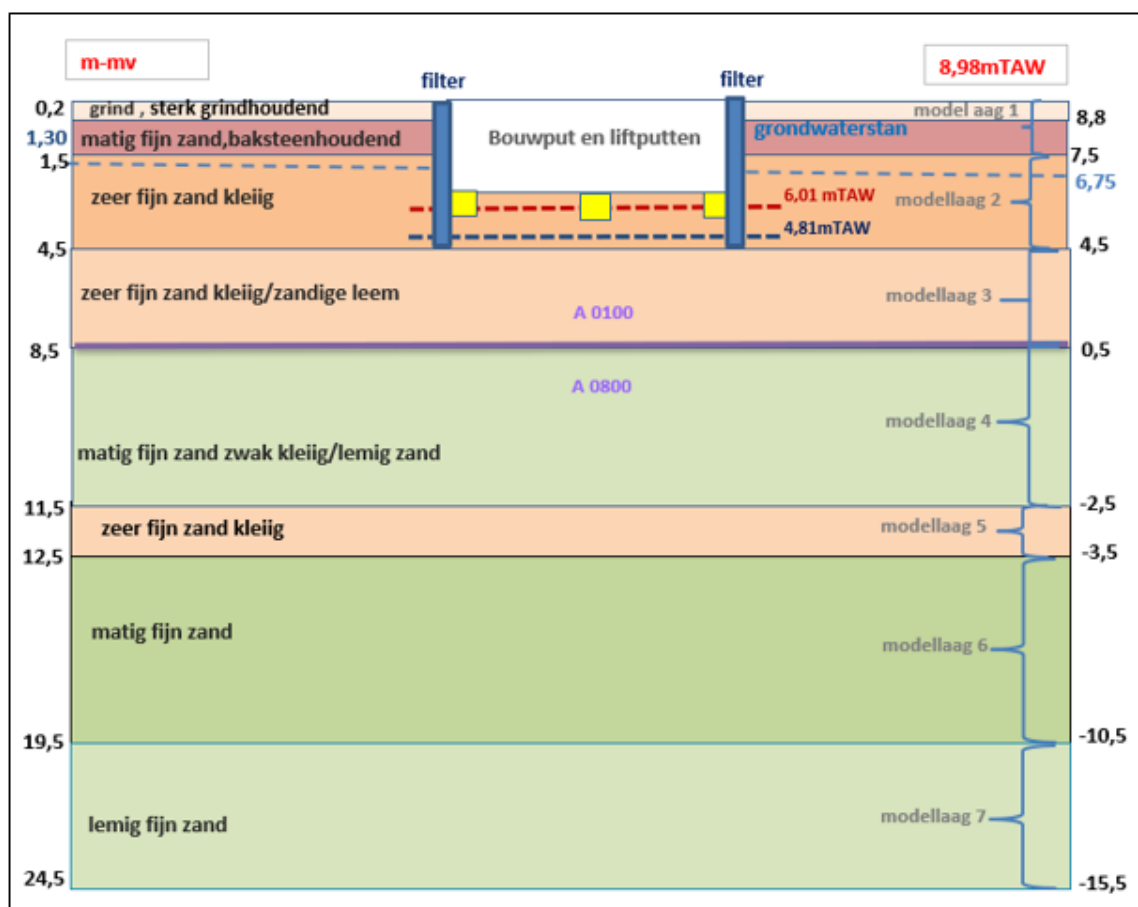 m-mv
8,98mTAW
filter
filter
0,2
grind , sterk grindhoudend
model aag 1
8,8
1,30
matig fijn zand,baksteenhoudend
Bouwput en liftputten
grondwaterstan
1,5
7,5
6,75
zeer fijn zand kleiig
6,01 mTAW
modellaag 2
4,81mTAW
4,5
4,5
zeer fijn zand kleiig/zandige leem
modellaag 3
A 0100
8,5
0,5
A 0800
modellaag 4
matig fijn zand zwak kleiig/lemig zand
11,5
-2,5
zeer fijn zand kleiig
modellaag 5
12,5
-3,5
matig fijn zand
modellaag 6
19,5
-10,5
lemig fijn zand
modellaag 7
24,5
-15,5